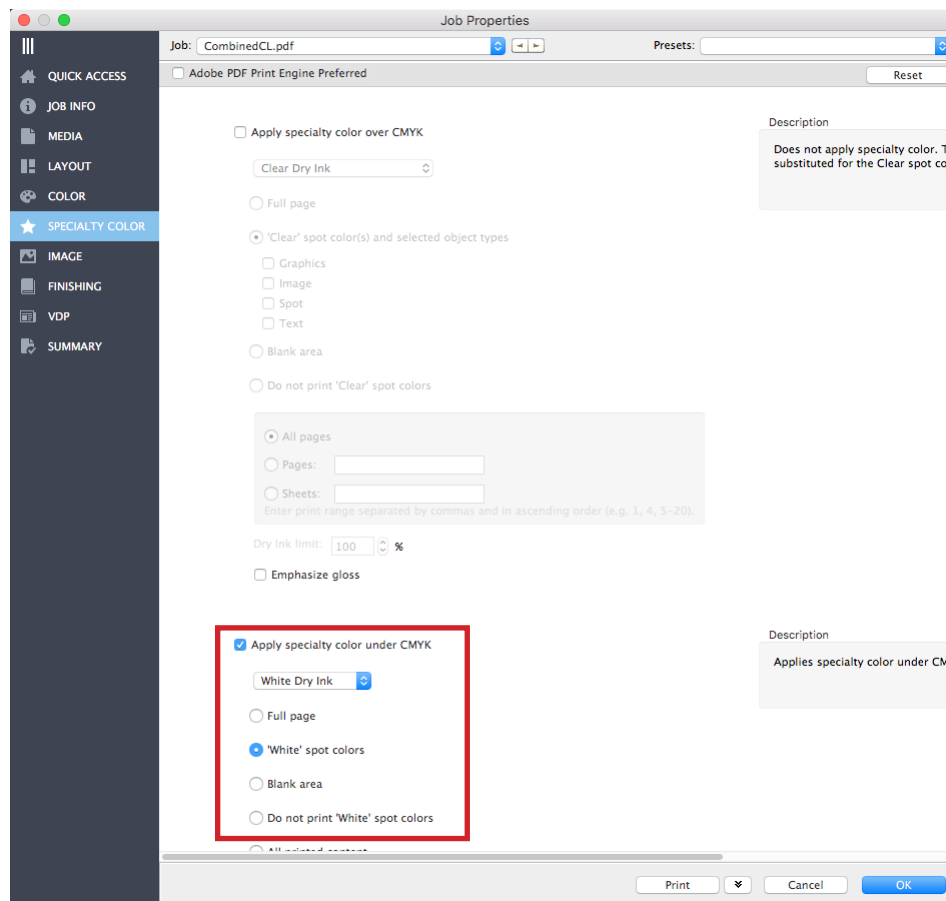 Job Properties
Job: CombinedCL.pdf Presets:
Adobe PDF Print Engine Preferred Reset
QUICK ACCESS
JOB INFO
MEDIA
LAYOUT
COLOR
SPECIALTY COLOR
IMAGE
FINISHING
VDP
SUMMARY
Apply specialty color over CMYK
Clear Dry Ink
Full page
'Clear' spot color(s) and selected object types
Graphics
Image
Spot
Text
Blank area
Do not print 'Clear' spot colors
All pages
Pages:
Sheets:
Enter print range separated by commas and in ascending order (e.g. 1, 4, 5-20).
Dry Ink limit: 100 %
Emphasize gloss
Description
Does not apply specialty color. T
substituted for the Clear spot co
Apply specialty color under CMYK
White Dry Ink
Full page
'White' spot colors
Blank area
Do not print 'White' spot colors
All printed content
Description
Applies specialty color under CM
Print Cancel OK